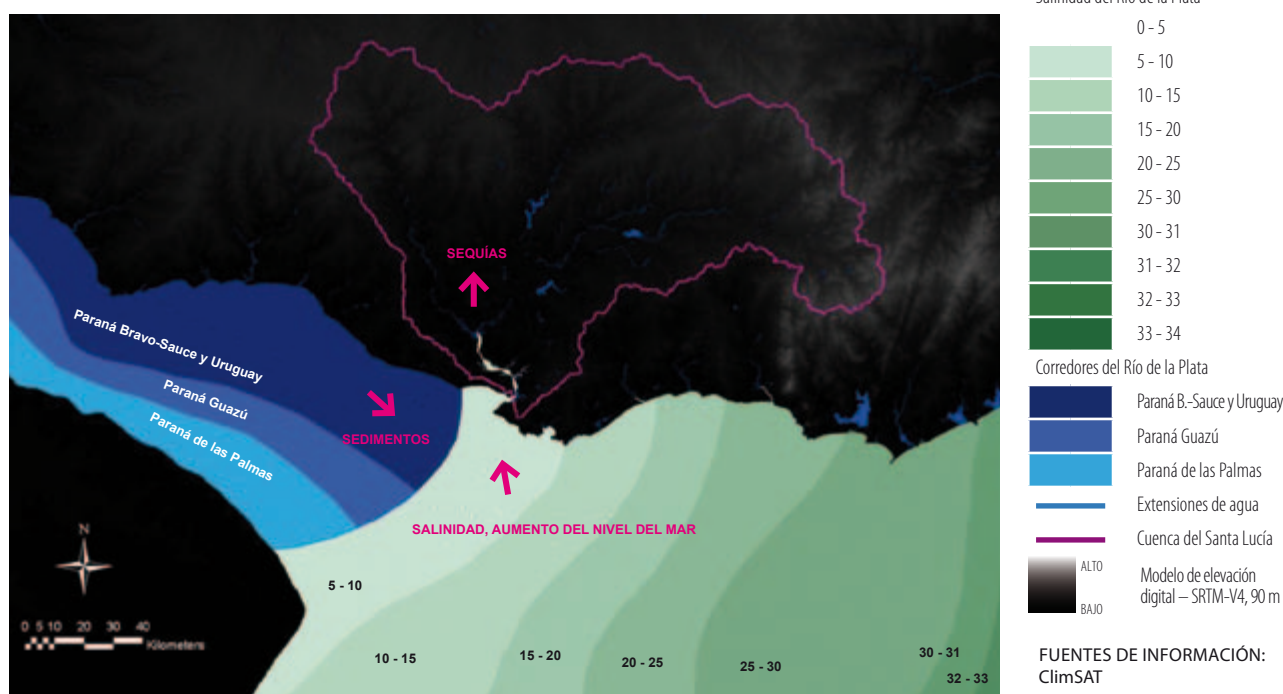 SEQUÍAS
Paraná Bravo-Sauce y Uruguay
Paraná Guazú
Paraná de las Palmas
SEDIMENTOS
SALINIDAD, AUMENTO DEL NIVEL DEL MAR
N
0 5 10 20 30 40
Kilometers
5 - 10
10 - 15
15 - 20
20 - 25
25 - 30
30 - 31
32 - 33
Salinidad del Río de la Plata
0 - 5
5 - 10
10 - 15
15 - 20
20 - 25
25 - 30
30 - 31
31 - 32
32 - 33
33 - 34
Corredores del Río de la Plata
Paraná B.-Sauce y Uruguay
Paraná Guazú
Paraná de las Palmas
Extensiones de agua
Cuenca del Santa Lucía
ALTO
BAJO
Modelo de elevación
digital – SRTM-V4, 90 m
FUENTES DE INFORMACIÓN:
ClimSAT